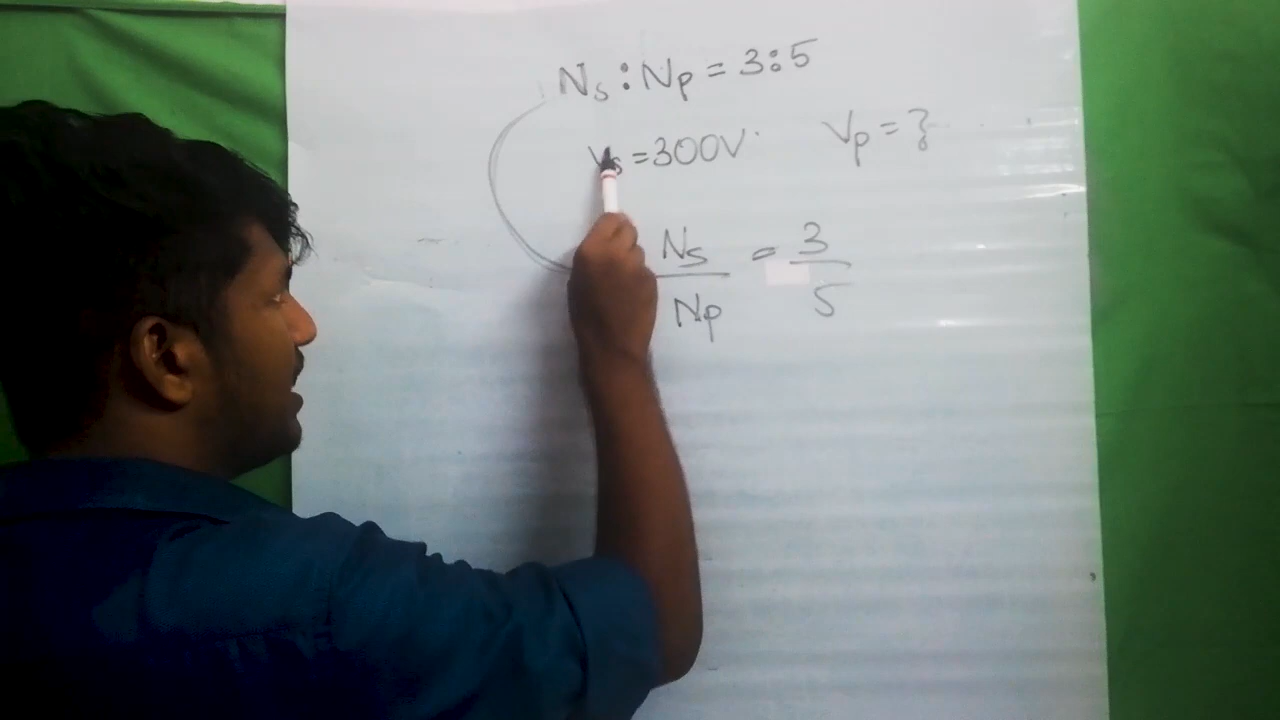 Ns : Np = 3:5
Vs = 300V Vp = ?
Ns/Np = 3/5